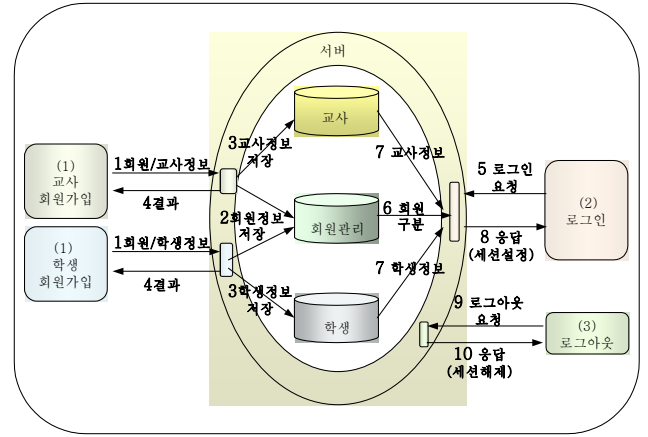 서버
교사
3교사정보
저장
7 교사정보
(1)
교사
회원가입
1회원/교사정보
4결과
5 로그인
요청
(2)
로그인
2회원정보
저장
회원관리
6 회원
구분
8 응답
(세션설정)
(1)
학생
회원가입
1회원/학생정보
4결과
3학생정보
저장
7 학생정보
학생
9 로그아웃
요청
(3)
로그아웃
10 응답
(세션해제)